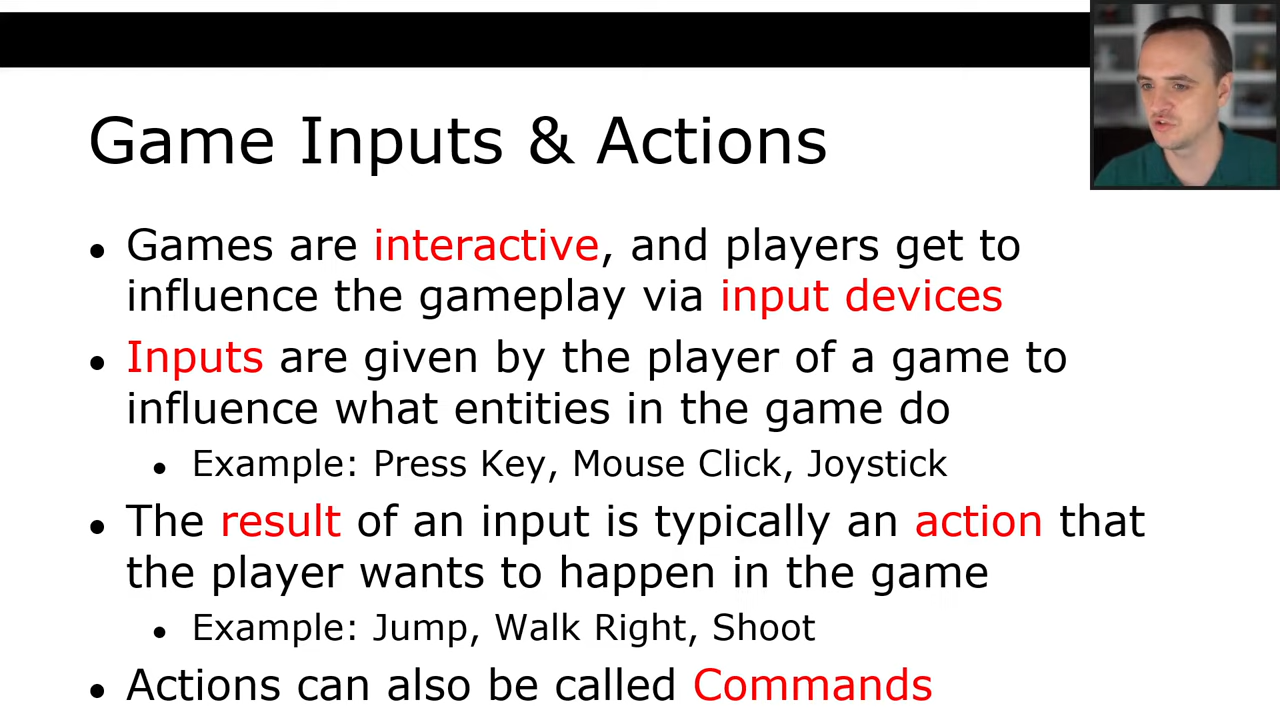 Game Inputs & Actions
• Games are interactive, and players get to
influence the gameplay via input devices
• Inputs are given by the player of a game to
influence what entities in the game do
• Example: Press Key, Mouse Click, Joystick
• The result of an input is typically an action that
the player wants to happen in the game
• Example: Jump, Walk Right, Shoot
• Actions can also be called Commands